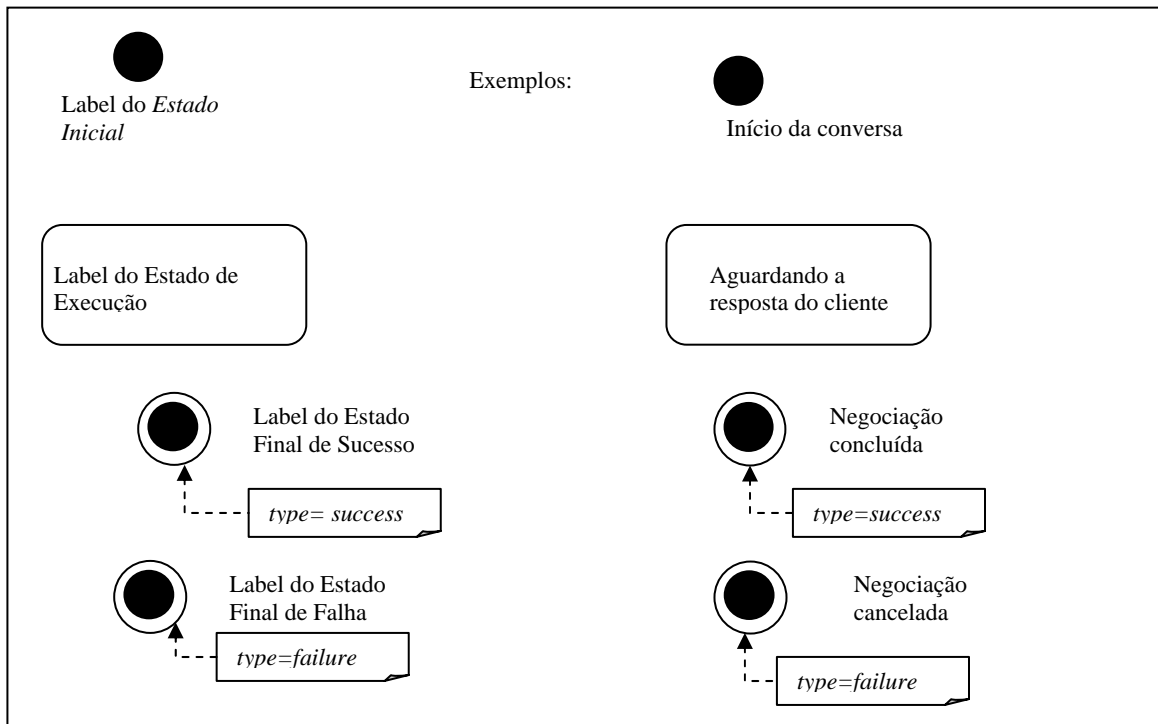 Label do Estado
Inicial
Exemplos:
Início da conversa
Label do Estado de
Execução
Aguardando a
resposta do cliente
Label do Estado
Final de Sucesso
type= success
Negociação
concluída
type=success
Label do Estado
Final de Falha
type=failure
Negociação
cancelada
type=failure